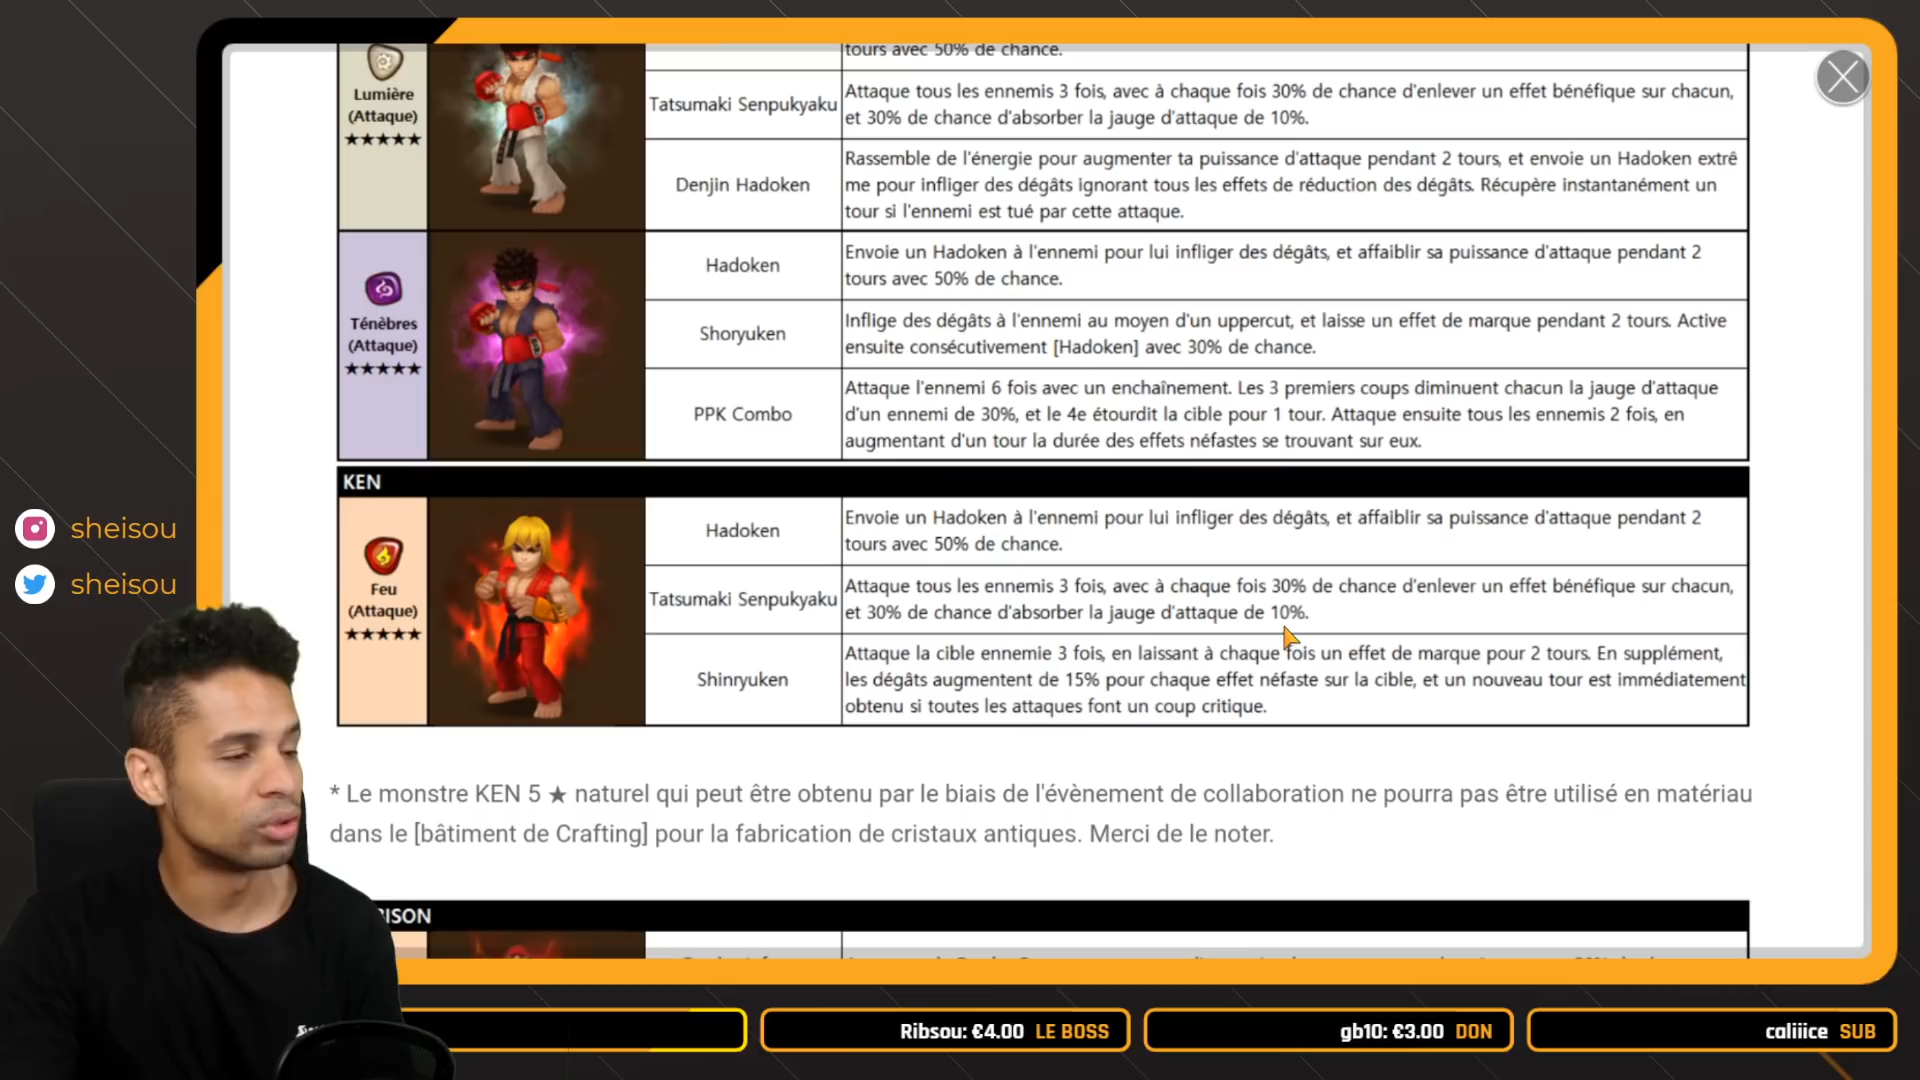 tours avec 50% de chance.
Lumière
(Attaque)
★★★★★
Tatsumaki Senpukyaku
Attaque tous les ennemis 3 fois, avec à chaque fois 30% de chance d'enlever un effet bénéfique sur chacun,
et 30% de chance d'absorber la jauge d'attaque de 10%.
Denjin Hadoken
Rassemble de l'énergie pour augmenter ta puissance d'attaque pendant 2 tours, et envoie un Hadoken extrê
me pour infliger des dégâts ignorant tous les effets de réduction des dégâts. Récupère instantanément un
tour si l'ennemi est tué par cette attaque.
Ténèbres
(Attaque)
★★★★★
Hadoken
Envoie un Hadoken à l'ennemi pour lui infliger des dégâts, et affaiblir sa puissance d'attaque pendant 2
tours avec 50% de chance.
Shoryuken
Inflige des dégâts à l'ennemi au moyen d'un uppercut, et laisse un effet de marque pendant 2 tours. Active
ensuite consécutivement [Hadoken] avec 30% de chance.
PPK Combo
Attaque l'ennemi 6 fois avec un enchaînement. Les 3 premiers coups diminuent chacun la jauge d'attaque
d'un ennemi de 30%, et le 4e étourdit la cible pour 1 tour. Attaque ensuite tous les ennemis 2 fois, en
augmentant d'un tour la durée des effets néfastes se trouvant sur eux.
KEN
Feu
(Attaque)
★★★★★
Hadoken
Envoie un Hadoken à l'ennemi pour lui infliger des dégâts, et affaiblir sa puissance d'attaque pendant 2
tours avec 50% de chance.
Tatsumaki Senpukyaku
Attaque tous les ennemis 3 fois, avec à chaque fois 30% de chance d'enlever un effet bénéfique sur chacun,
et 30% de chance d'absorber la jauge d'attaque de 10%.
Shinryuken
Attaque la cible ennemie 3 fois, en laissant à chaque fois un effet de marque pour 2 tours. En supplément,
les dégâts augmentent de 15% pour chaque effet néfaste sur la cible, et un nouveau tour est immédiatement
obtenu si toutes les attaques font un coup critique.
* Le monstre KEN 5 ★ naturel qui peut être obtenu par le biais de l'évènement de collaboration ne pourra pas être utilisé en matériau
dans le [bâtiment de Crafting] pour la fabrication de cristaux antiques. Merci de le noter.
ISON
sheisou
sheisou
Ribsou: €4.00 LE BOSS
gb10: €3.00 DON
caliiice SUB